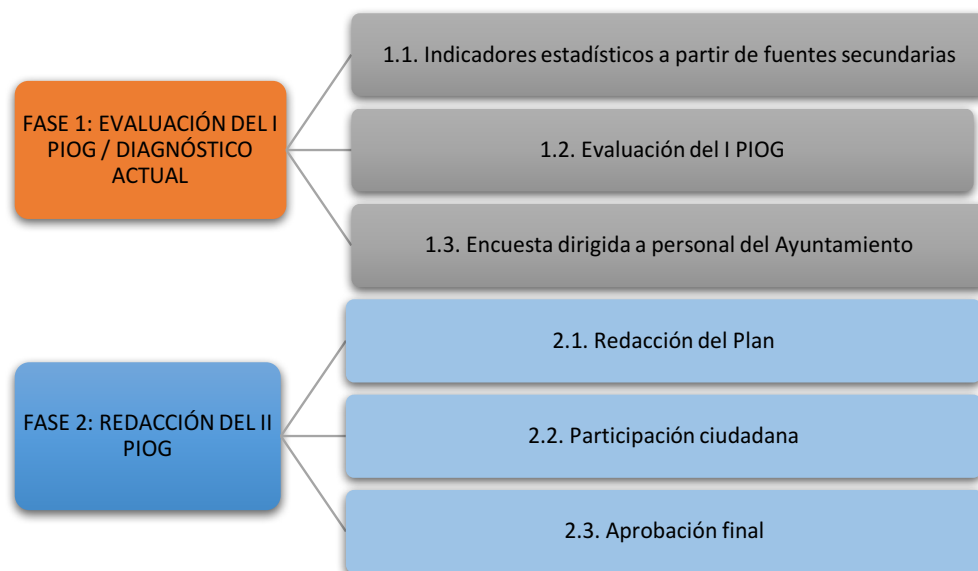 FASE 1: EVALUACIÓN DEL I
PIOG / DIAGNÓSTICO
ACTUAL
1.1. Indicadores estadísticos a partir de fuentes secundarias
1.2. Evaluación del I PIOG
1.3. Encuesta dirigida a personal del Ayuntamiento
FASE 2: REDACCIÓN DEL II
PIOG
2.1. Redacción del Plan
2.2. Participación ciudadana
2.3. Aprobación final